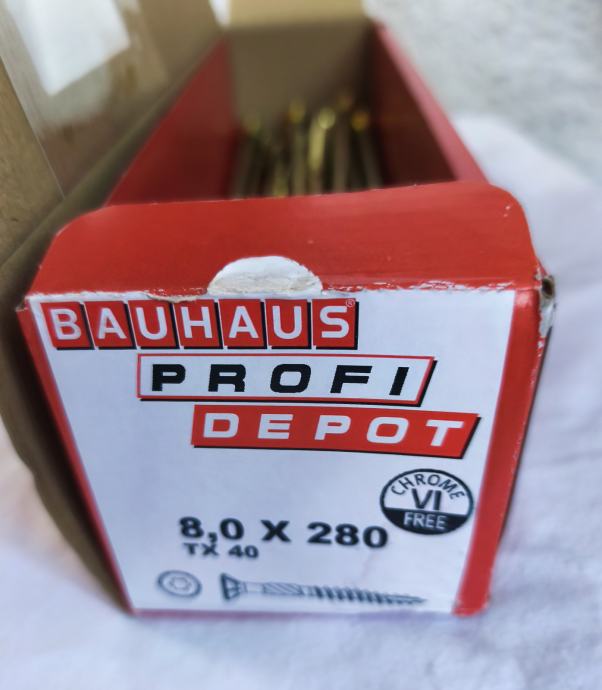 BAUHAUS®
PROFI
DEPOT
CHROME
VI
FREE
8,0 X 280
TX 40